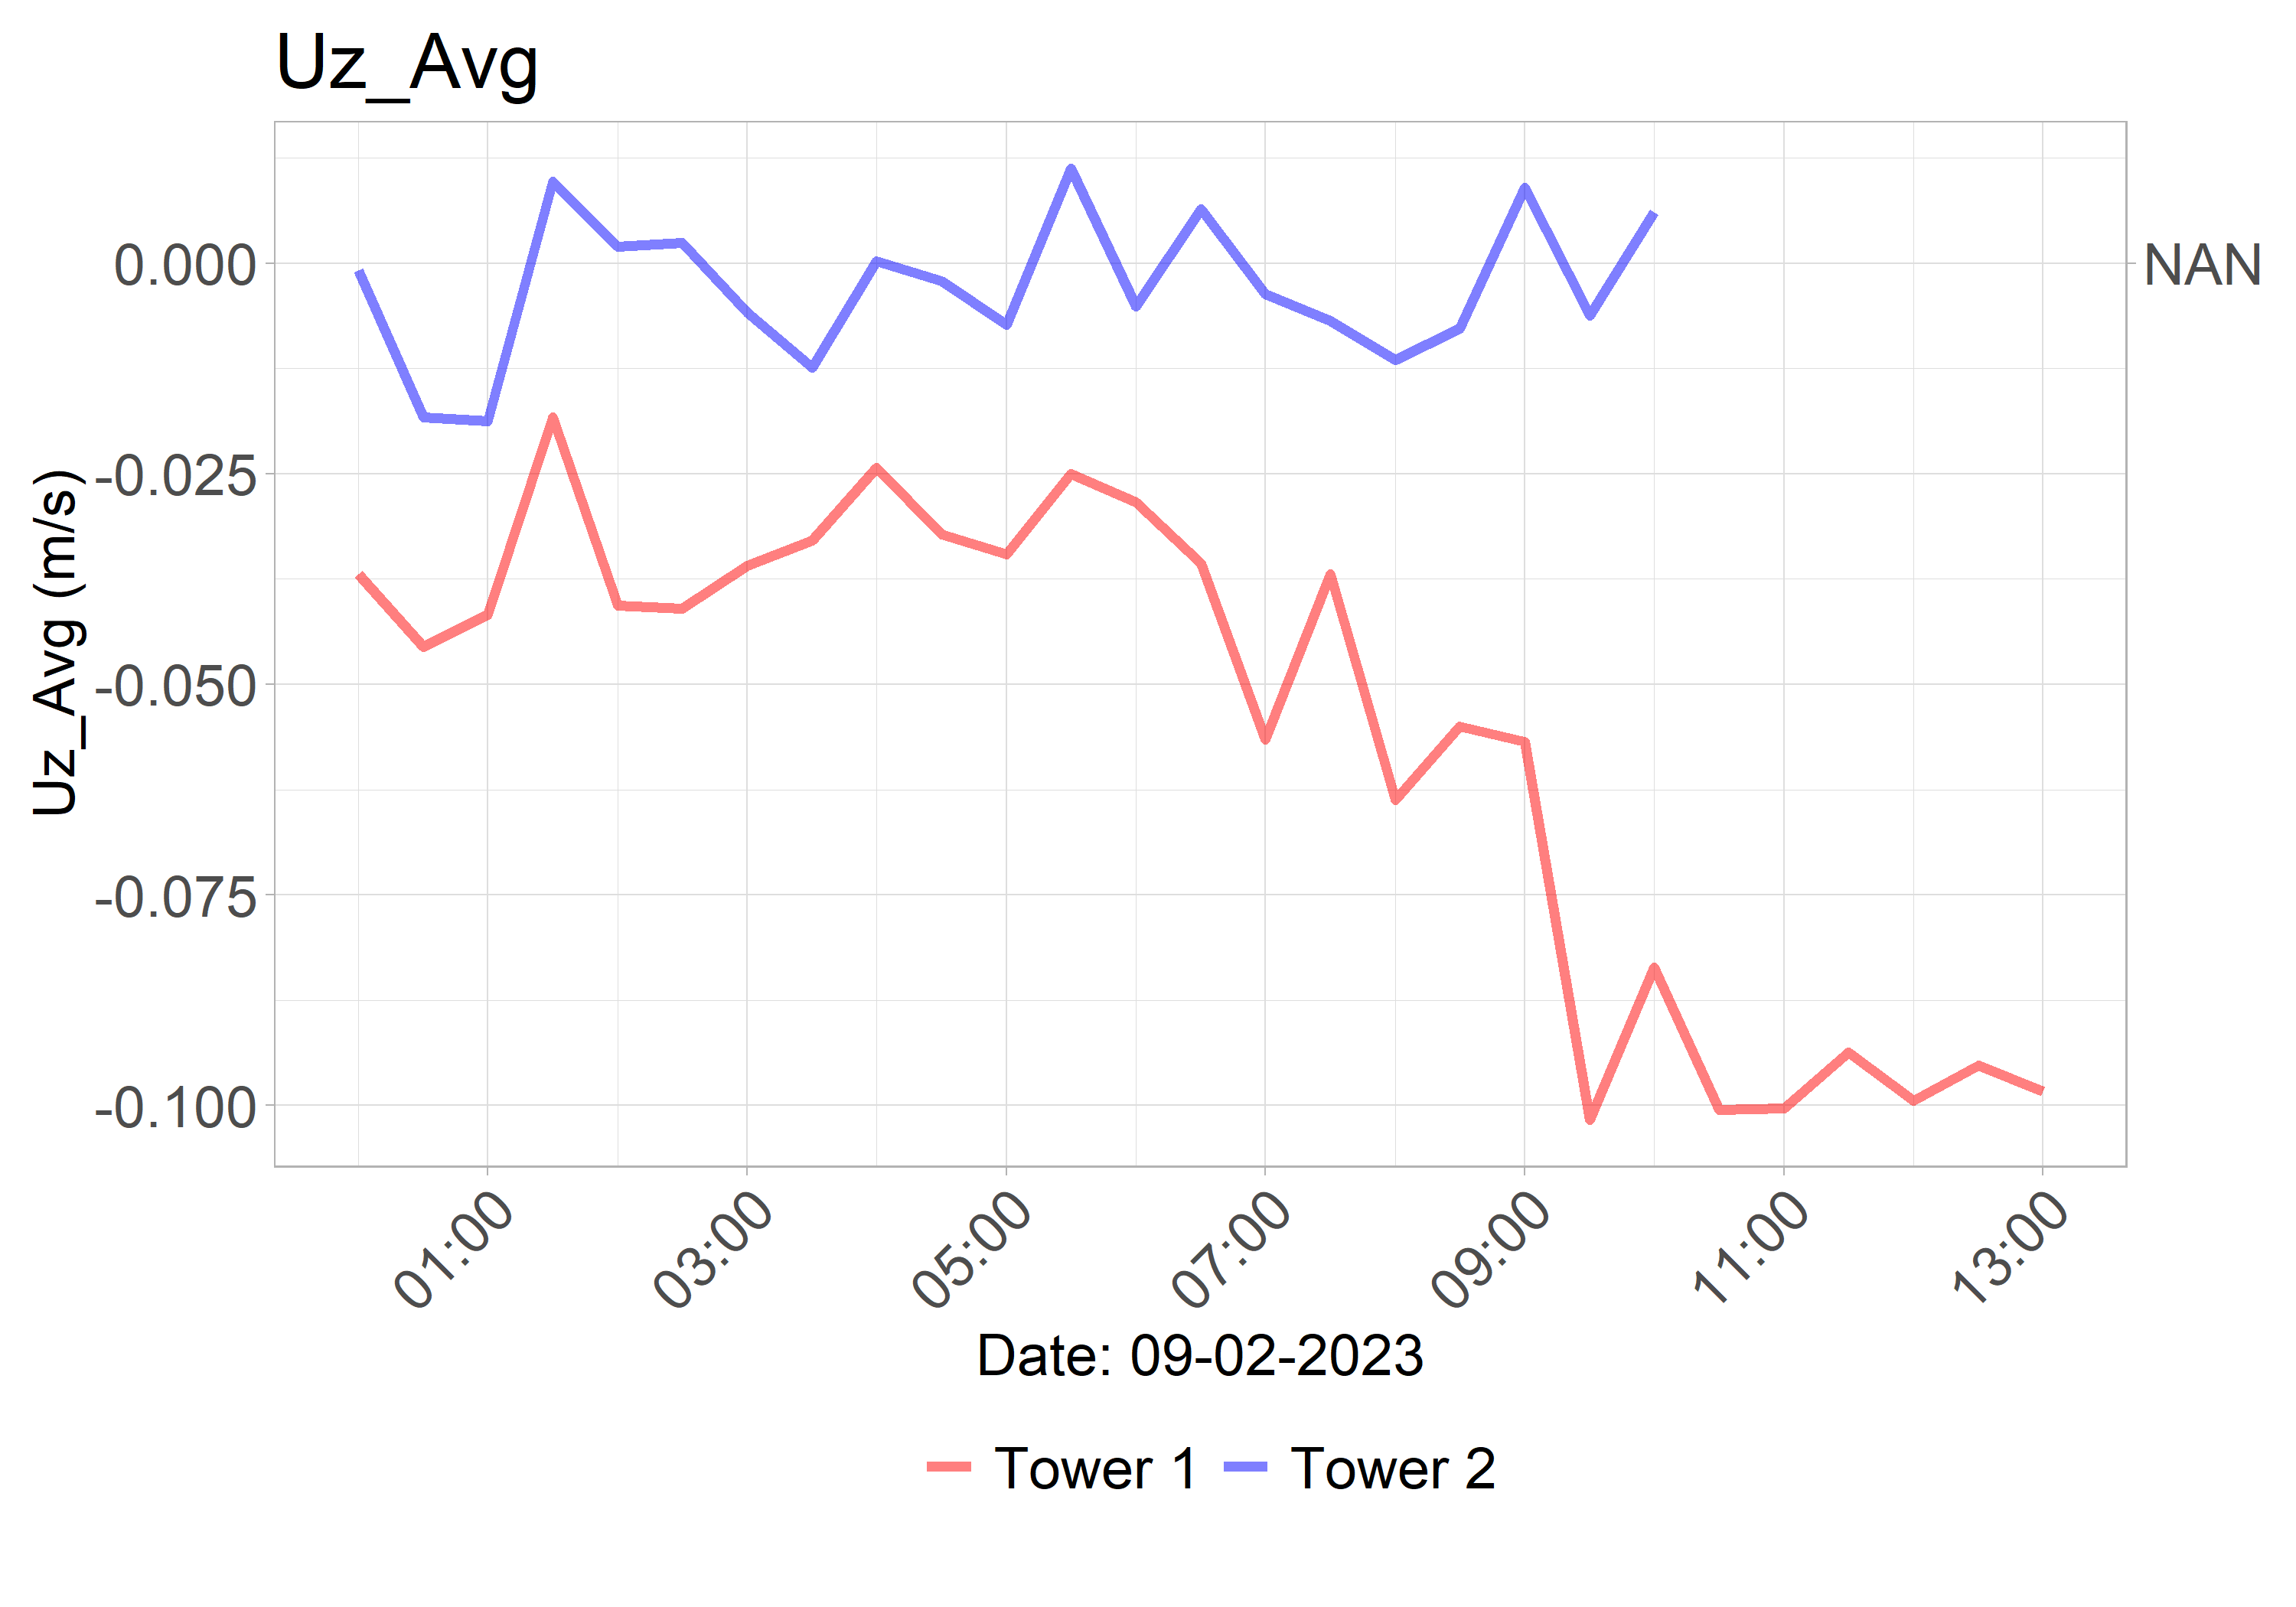 Uz_Avg
Uz_Avg (m/s)
0.000
-0.025
-0.050
-0.075
-0.100
NAN
01:00
03:00
05:00
07:00
09:00
11:00
13:00
Date: 09-02-2023
Tower 1
Tower 2